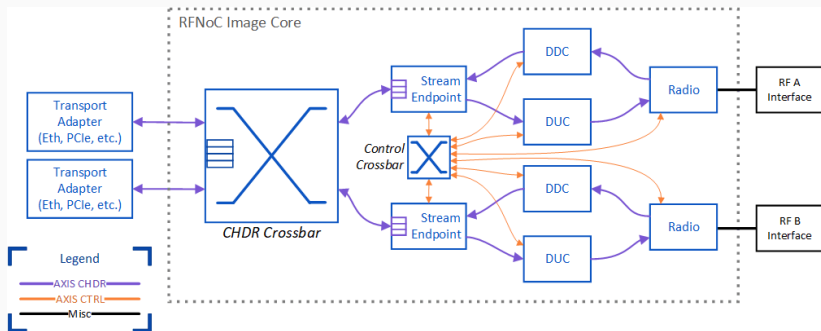 RFNoC Image Core
Transport
Adapter
(Eth, PCIe, etc.)
Transport
Adapter
(Eth, PCIe, etc.)
CHDR Crossbar
Stream
Endpoint
Control
Crossbar
Stream
Endpoint
DDC
DUC
DDC
DUC
Radio
Radio
RF A
Interface
RF B
Interface
Legend
AXIS CHDR
AXIS CTRL
Misc